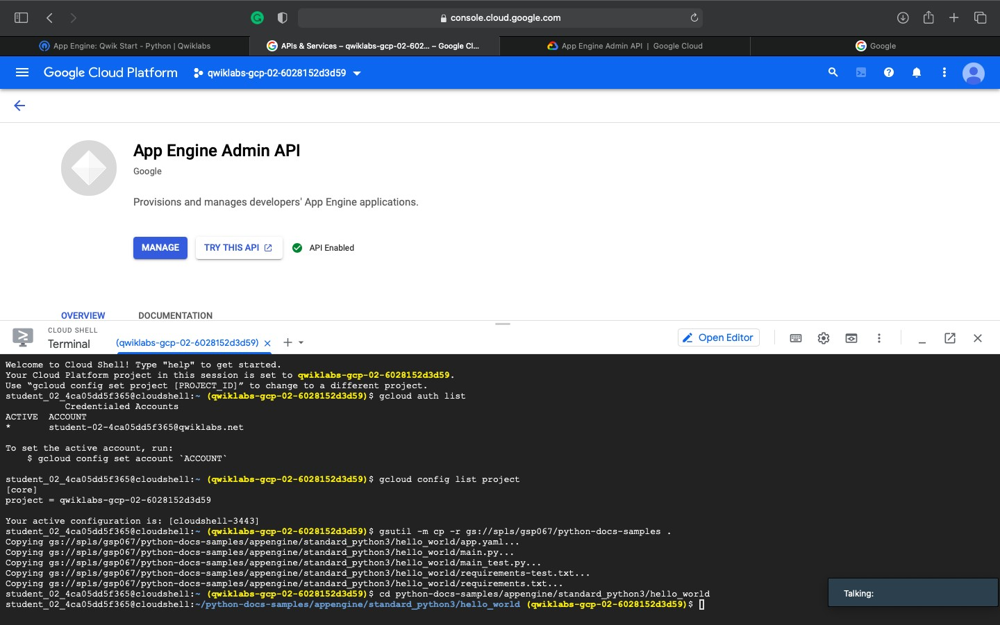 console.cloud.google.com
App Engine: Qwik Start - Python | Qwiklabs
APIs & Services – qwiklabs-gcp-02-602... – Google Cl...
App Engine Admin API | Google Cloud
Google
Google Cloud Platform
qwiklabs-gcp-02-6028152d3d59
App Engine Admin API
Google
Provisions and manages developers' App Engine applications.
MANAGE
TRY THIS API
API Enabled
OVERVIEW
DOCUMENTATION
CLOUD SHELL
Terminal
(qwiklabs-gcp-02-6028152d3d59)
Open Editor
Welcome to Cloud Shell! Type "help" to get started.
Your Cloud Platform project in this session is set to qwiklabs-gcp-02-6028152d3d59.
Use “gcloud config set project [PROJECT_ID]” to change to a different project.
student_02_4ca05dd5f365@cloudshell:~ (qwiklabs-gcp-02-6028152d3d59)$ gcloud auth list
Credentialed Accounts
ACTIVE  ACCOUNT
*       student-02-4ca05dd5f365@qwiklabs.net
To set the active account, run:
$ gcloud config set account `ACCOUNT`
student_02_4ca05dd5f365@cloudshell:~ (qwiklabs-gcp-02-6028152d3d59)$ gcloud config list project
[core]
project = qwiklabs-gcp-02-6028152d3d59
Your active configuration is: [cloudshell-3443]
student_02_4ca05dd5f365@cloudshell:~ (qwiklabs-gcp-02-6028152d3d59)$ gsutil -m cp -r gs://spls/gsp067/python-docs-samples .
Copying gs://spls/gsp067/python-docs-samples/appengine/standard_python3/hello_world/app.yaml...
Copying gs://spls/gsp067/python-docs-samples/appengine/standard_python3/hello_world/main.py...
Copying gs://spls/gsp067/python-docs-samples/appengine/standard_python3/hello_world/main_test.py...
Copying gs://spls/gsp067/python-docs-samples/appengine/standard_python3/hello_world/requirements-test.txt...
Copying gs://spls/gsp067/python-docs-samples/appengine/standard_python3/hello_world/requirements.txt...
student_02_4ca05dd5f365@cloudshell:~ (qwiklabs-gcp-02-6028152d3d59)$ cd python-docs-samples/appengine/standard_python3/hello_world
student_02_4ca05dd5f365@cloudshell:~/python-docs-samples/appengine/standard_python3/hello_world (qwiklabs-gcp-02-6028152d3d59)$
Talking: